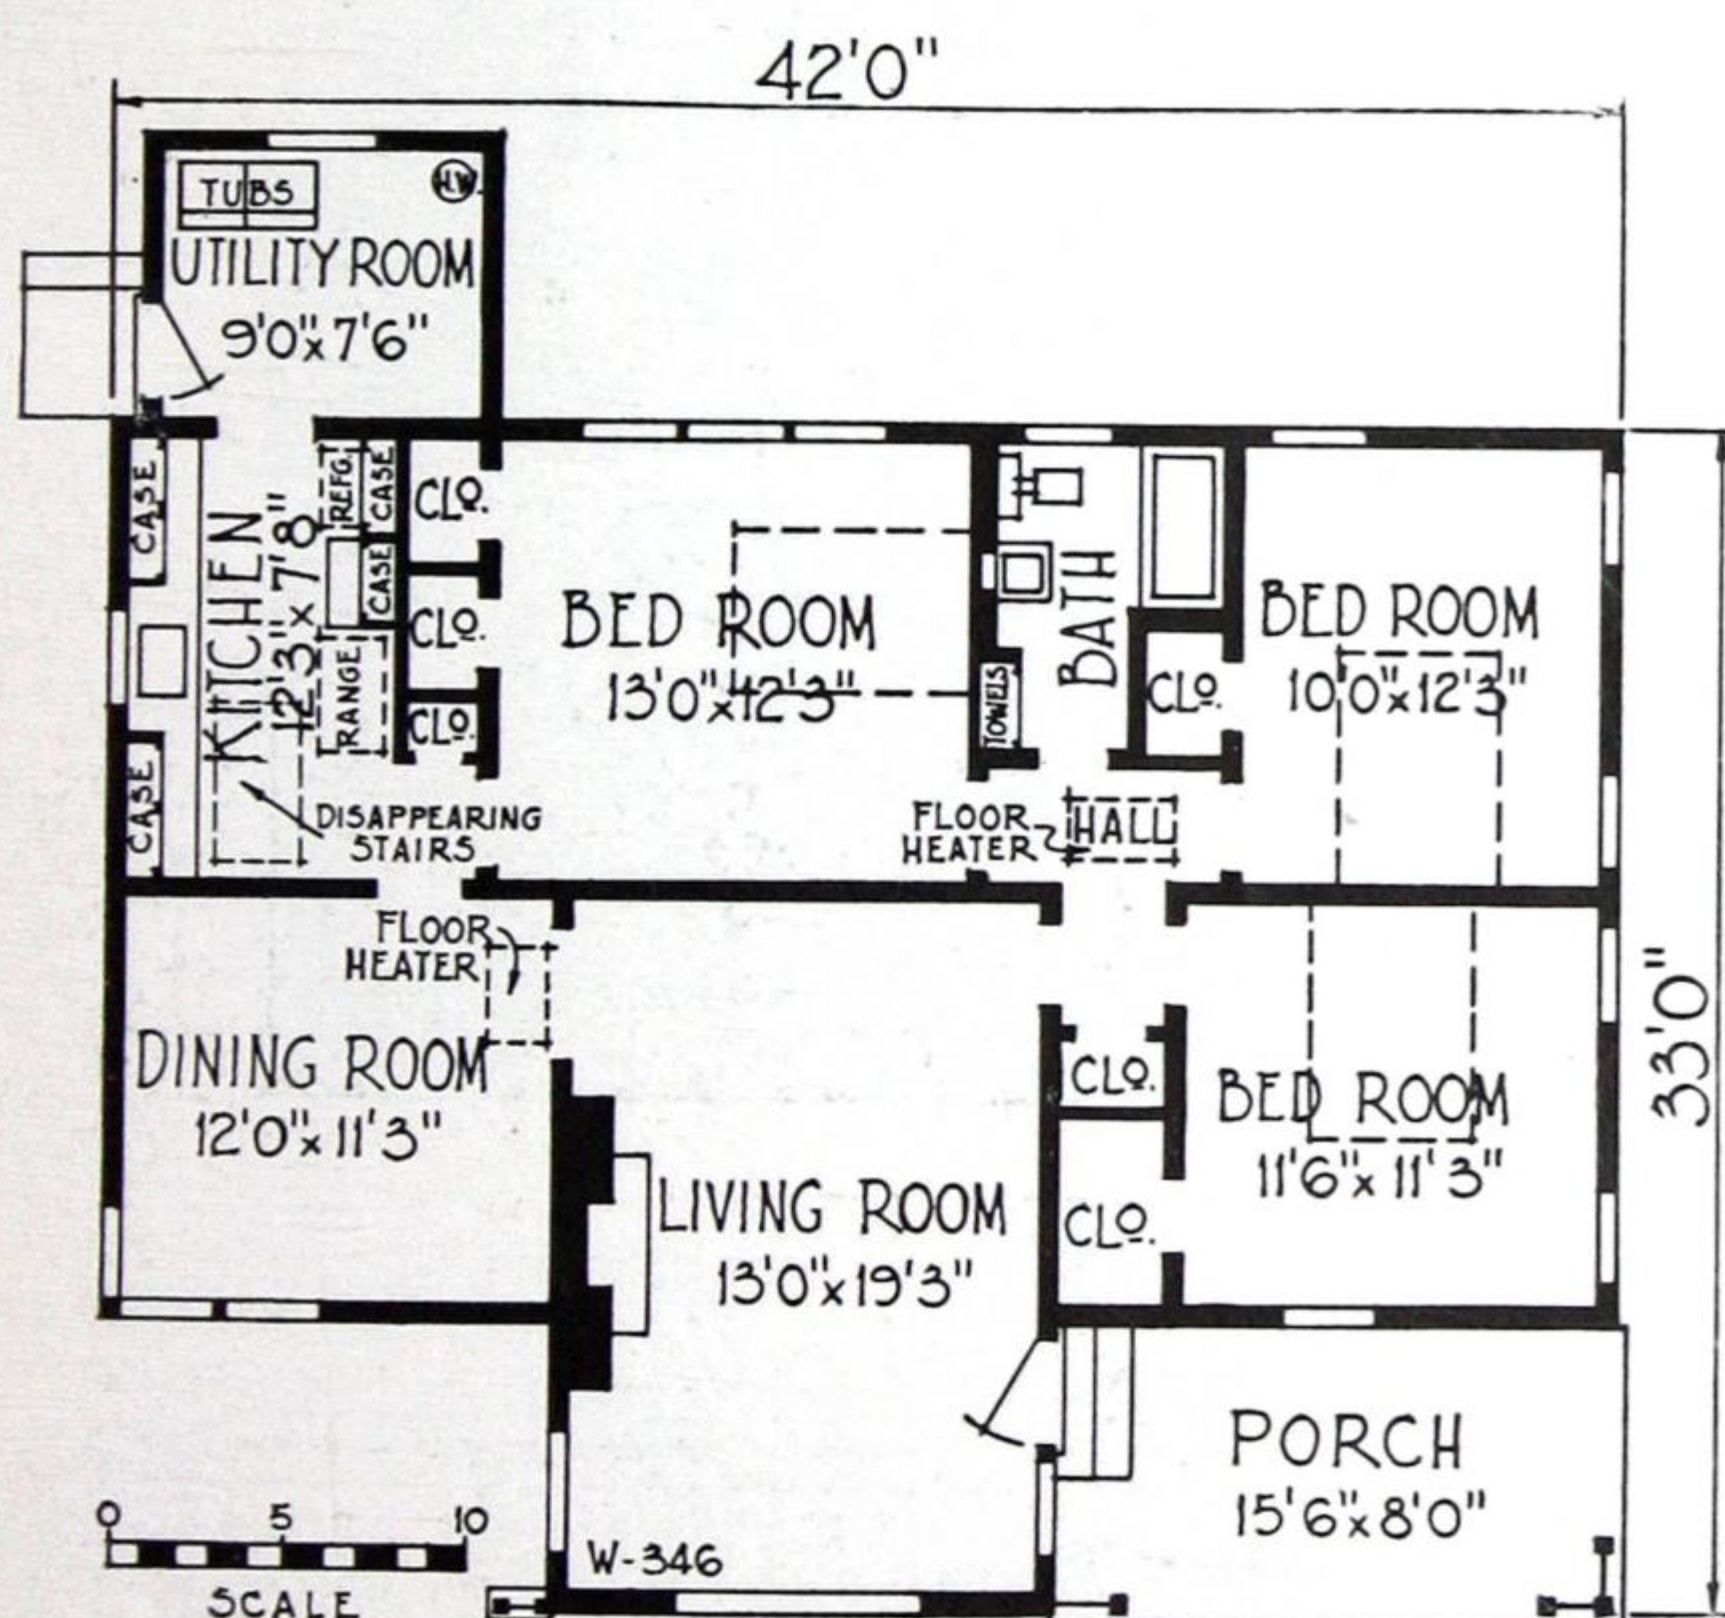 42'0"
TUBS
H.W.
UTILITY ROOM
9'0"x7'6"
CASE
KITCHEN
12'3"x7'8"
REFG.
CASE
CASE
RANGE
CASE
CLO.
CLO.
CLO.
BED ROOM
13'0"x12'3"
BATH
TOWELS
CLO.
BED ROOM
10'0"x12'3"
DISAPPEARING
STAIRS
FLOOR
HEATER
HALL
FLOOR
HEATER
33'0"
DINING ROOM
12'0"x11'3"
CLO.
BED ROOM
11'6"x11'3"
LIVING ROOM
13'0"x19'3"
CLO.
PORCH
15'6"x8'0"
0 5 10
SCALE
W-346